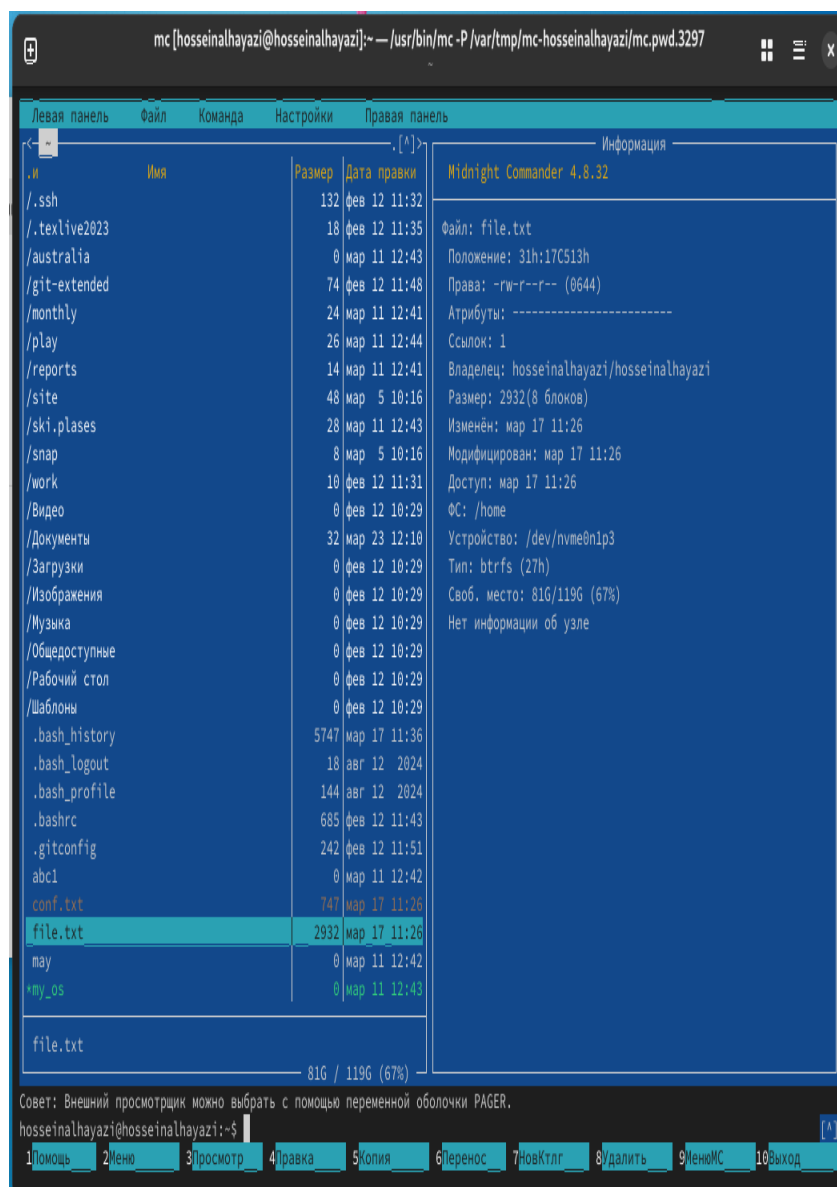 mc [hosseinalhayazi@hosseinalhayazi]:~ — /usr/bin/mc -P /var/tmp/mc-hosseinalhayazi/mc.pwd.3297
~
Левая панель Файл Команда Настройки Правая панель
<— ~ .[^]>
.и Имя Размер Дата правки
/.ssh 132 фев 12 11:32
/.texlive2023 18 фев 12 11:35
/australia 0 мар 11 12:43
/git-extended 74 фев 12 11:48
/monthly 24 мар 11 12:41
/play 26 мар 11 12:44
/reports 14 мар 11 12:41
/site 48 мар 5 10:16
/ski.plases 28 мар 11 12:43
/snap 8 мар 5 10:16
/work 10 фев 12 11:31
/Видео 0 фев 12 10:29
/Документы 32 мар 23 12:10
/Загрузки 0 фев 12 10:29
/Изображения 0 фев 12 10:29
/Музыка 0 фев 12 10:29
/Общедоступные 0 фев 12 10:29
/Рабочий стол 0 фев 12 10:29
/Шаблоны 0 фев 12 10:29
.bash_history 5747 мар 17 11:36
.bash_logout 18 авг 12 2024
.bash_profile 144 авг 12 2024
.bashrc 685 фев 12 11:43
.gitconfig 242 фев 12 11:51
abc1 0 мар 11 12:42
conf.txt 747 мар 17 11:26
file.txt 2932 мар 17 11:26
may 0 мар 11 12:42
*my_os 0 мар 11 12:43
file.txt
81G / 119G (67%)
Информация
Midnight Commander 4.8.32
Файл: file.txt
Положение: 31h:17C513h
Права: -rw-r--r-- (0644)
Атрибуты: -------------------------
Ссылок: 1
Владелец: hosseinalhayazi/hosseinalhayazi
Размер: 2932(8 блоков)
Изменён: мар 17 11:26
Модифицирован: мар 17 11:26
Доступ: мар 17 11:26
ФС: /home
Устройство: /dev/nvme0n1p3
Тип: btrfs (27h)
Своб. место: 81G/119G (67%)
Нет информации об узле
Совет: Внешний просмотрщик можно выбрать с помощью переменной оболочки PAGER.
hosseinalhayazi@hosseinalhayazi:~$ [^]
1Помощь 2Меню 3Просмотр 4Правка 5Копия 6Перенос 7НовКтлг 8Удалить 9МенюMC 10Выход